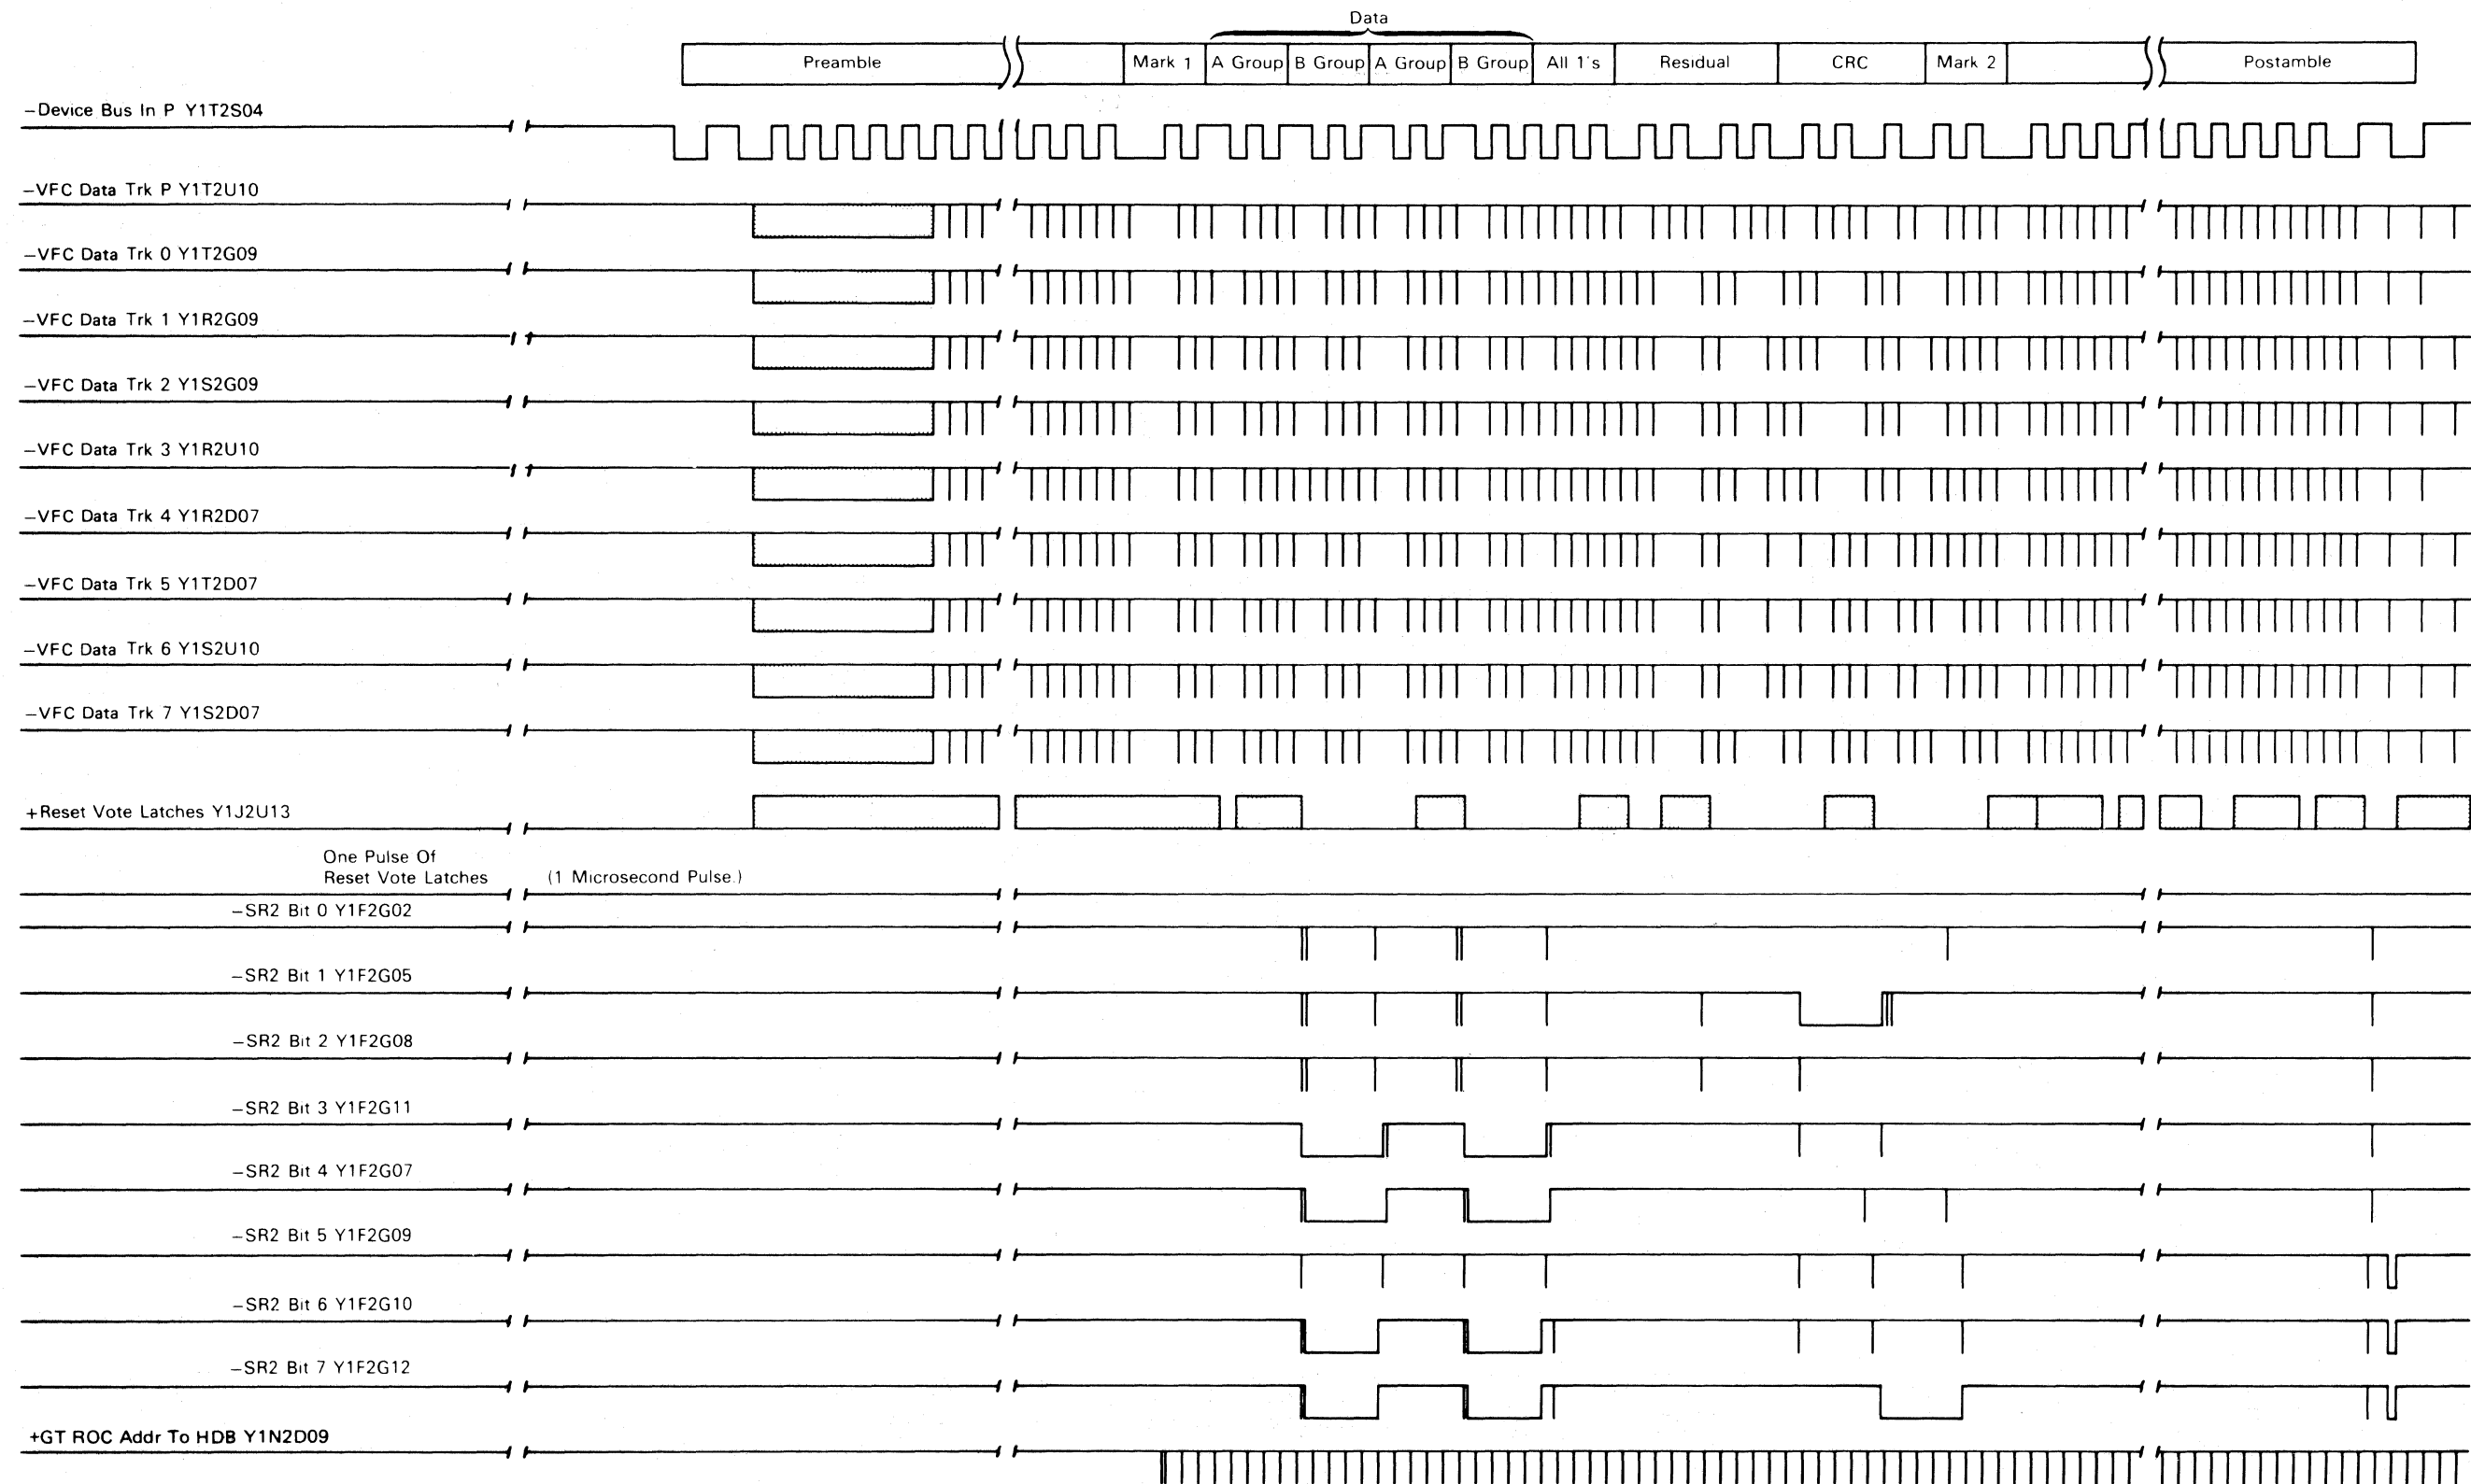 Data
Preamble Mark 1 A Group B Group A Group B Group All 1's Residual CRC Mark 2 Postamble
–Device Bus In P Y1T2S04
–VFC Data Trk P Y1T2U10
–VFC Data Trk 0 Y1T2G09
–VFC Data Trk 1 Y1R2G09
–VFC Data Trk 2 Y1S2G09
–VFC Data Trk 3 Y1R2U10
–VFC Data Trk 4 Y1R2D07
–VFC Data Trk 5 Y1T2D07
–VFC Data Trk 6 Y1S2U10
–VFC Data Trk 7 Y1S2D07
+Reset Vote Latches Y1J2U13
One Pulse Of
Reset Vote Latches (1 Microsecond Pulse.)
–SR2 Bit 0 Y1F2G02
–SR2 Bit 1 Y1F2G05
–SR2 Bit 2 Y1F2G08
–SR2 Bit 3 Y1F2G11
–SR2 Bit 4 Y1F2G07
–SR2 Bit 5 Y1F2G09
–SR2 Bit 6 Y1F2G10
–SR2 Bit 7 Y1F2G12
+GT ROC Addr To HDB Y1N2D09